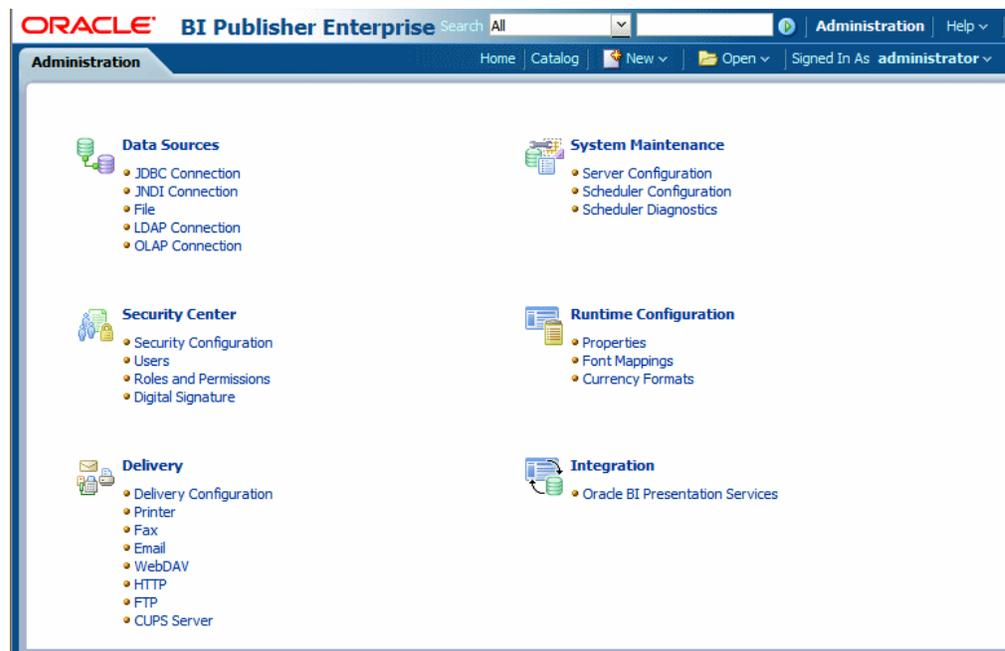 ORACLE BI Publisher Enterprise Search All Administration Help
Administration Home Catalog New Open Signed In As administrator
Data Sources
JDBC Connection
JNDI Connection
File
LDAP Connection
OLAP Connection
System Maintenance
Server Configuration
Scheduler Configuration
Scheduler Diagnostics
Security Center
Security Configuration
Users
Roles and Permissions
Digital Signature
Runtime Configuration
Properties
Font Mappings
Currency Formats
Delivery
Delivery Configuration
Printer
Fax
Email
WebDAV
HTTP
FTP
CUPS Server
Integration
Oracle BI Presentation Services